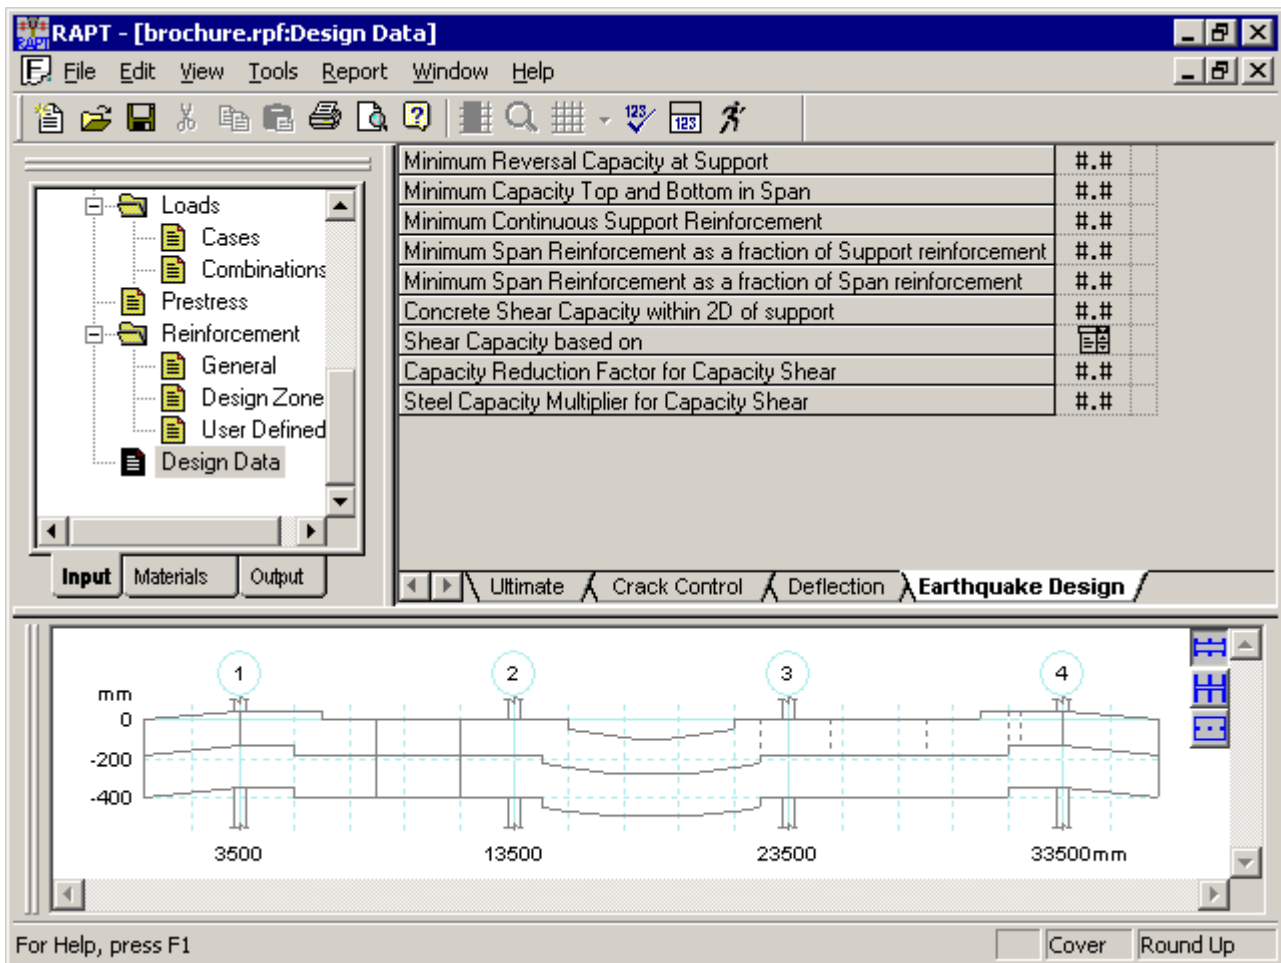 RAPT - [brochure.rpf:Design Data]
File Edit View Tools Report Window Help
Loads
Cases
Combinations
Prestress
Reinforcement
General
Design Zone
User Defined
Design Data
Input Materials Output
Minimum Reversal Capacity at Support #.#
Minimum Capacity Top and Bottom in Span #.#
Minimum Continuous Support Reinforcement #.#
Minimum Span Reinforcement as a fraction of Support reinforcement #.#
Minimum Span Reinforcement as a fraction of Span reinforcement #.#
Concrete Shear Capacity within 2D of support #.#
Shear Capacity based on
Capacity Reduction Factor for Capacity Shear #.#
Steel Capacity Multiplier for Capacity Shear #.#
Ultimate Crack Control Deflection Earthquake Design
1 2 3 4
mm
0
-200
-400
3500 13500 23500 33500mm
For Help, press F1 Cover Round Up